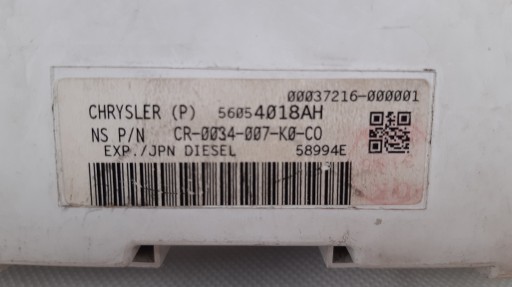 00037216-000001
CHRYSLER (P) 56054018AH
NS P/N CR-0034-007-K0-C0
EXP./JPN DIESEL 58994E